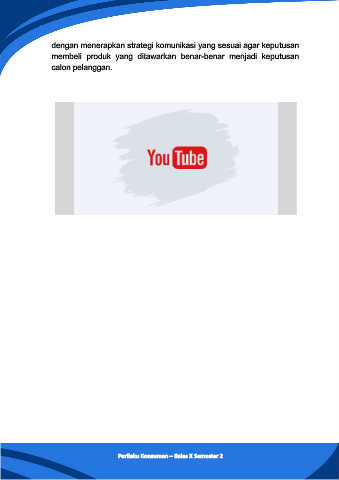 dengan menerapkan strategi komunikasi yang sesuai agar keputusan
membeli produk yang ditawarkan benar-benar menjadi keputusan
calon pelanggan.
YouTube
Perilaku Konsumen – Kelas X Semester 2